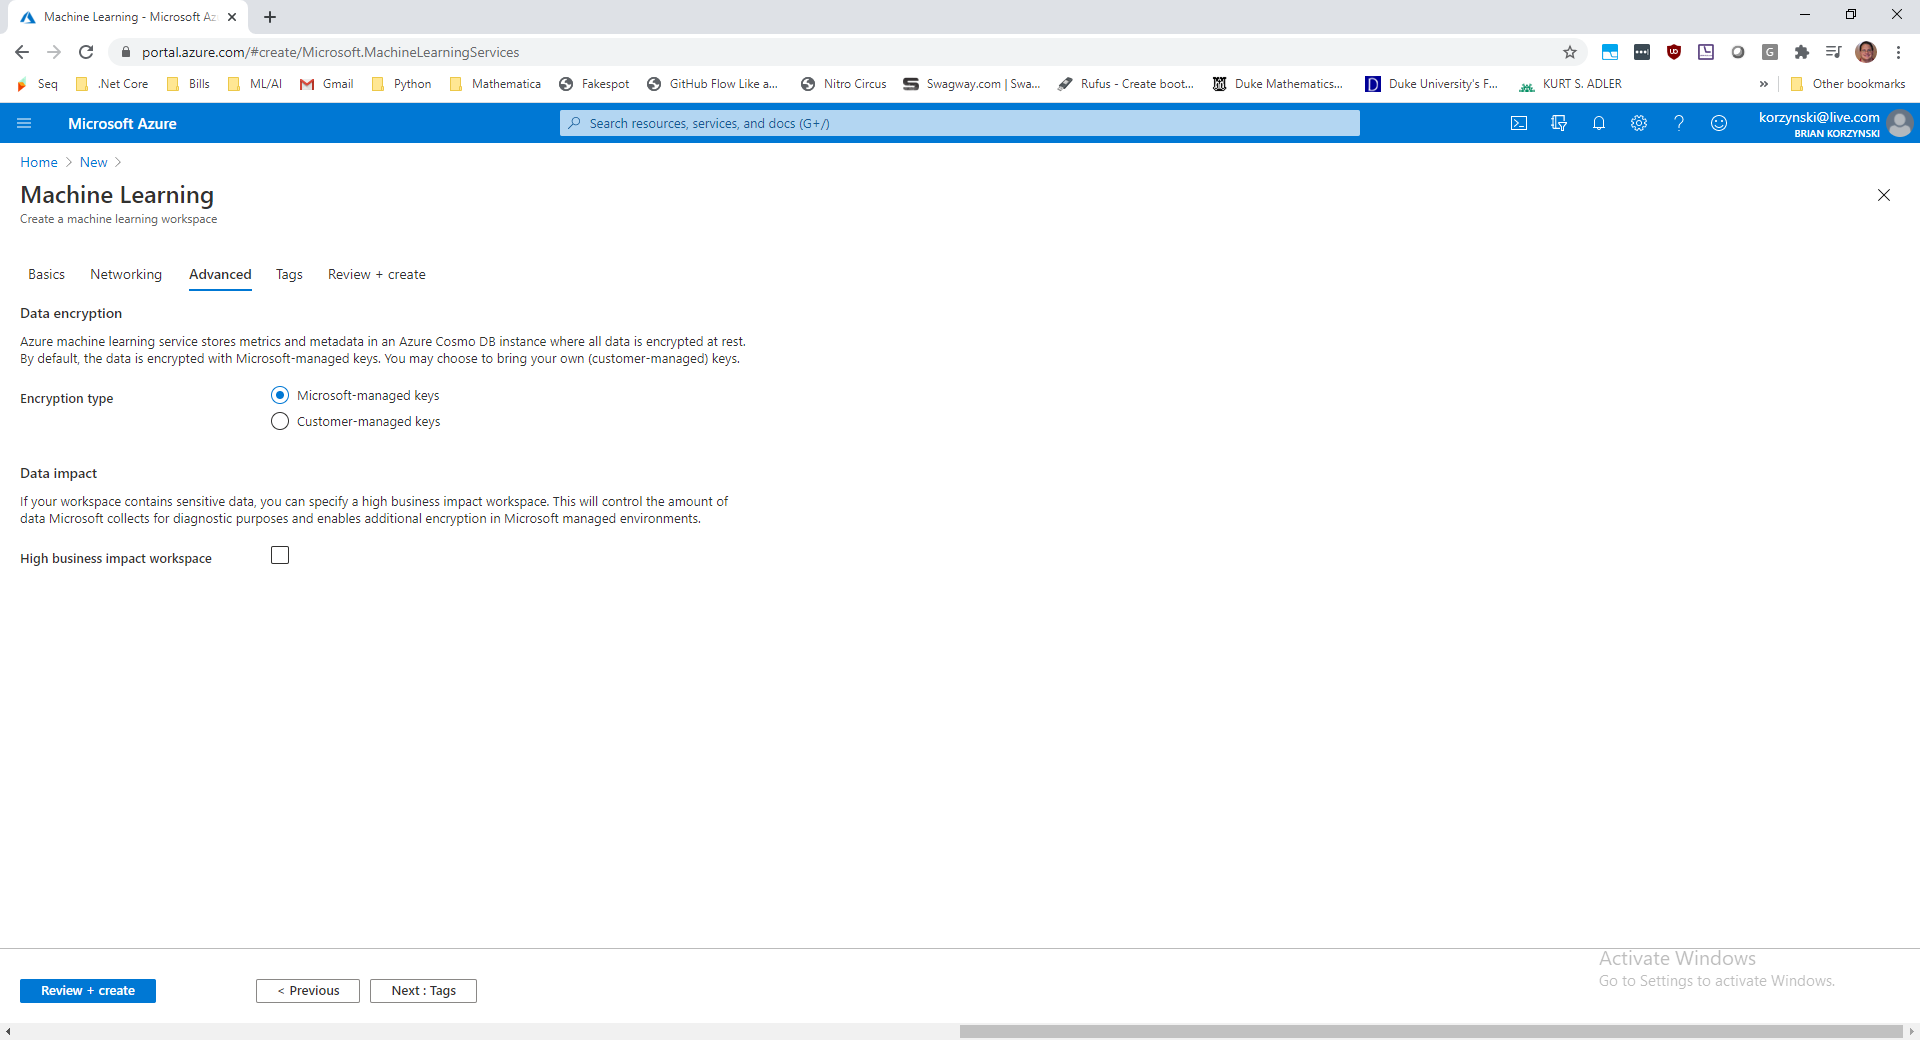 Machine Learning - Microsoft Az
portal.azure.com/#create/Microsoft.MachineLearningServices
Seq .Net Core Bills ML/AI Gmail Python Mathematica Fakespot GitHub Flow Like a... Nitro Circus Swagway.com | Swa... Rufus - Create boot... Duke Mathematics... Duke University's F... KURT S. ADLER » Other bookmarks
Microsoft Azure
Search resources, services, and docs (G+/)
korzynski@live.com
BRIAN KORZYNSKI
Home > New >
Machine Learning
Create a machine learning workspace
Basics Networking Advanced Tags Review + create
Data encryption
Azure machine learning service stores metrics and metadata in an Azure Cosmo DB instance where all data is encrypted at rest.
By default, the data is encrypted with Microsoft-managed keys. You may choose to bring your own (customer-managed) keys.
Encryption type
Microsoft-managed keys
Customer-managed keys
Data impact
If your workspace contains sensitive data, you can specify a high business impact workspace. This will control the amount of
data Microsoft collects for diagnostic purposes and enables additional encryption in Microsoft managed environments.
High business impact workspace
Activate Windows
Go to Settings to activate Windows.
Review + create
< Previous
Next : Tags